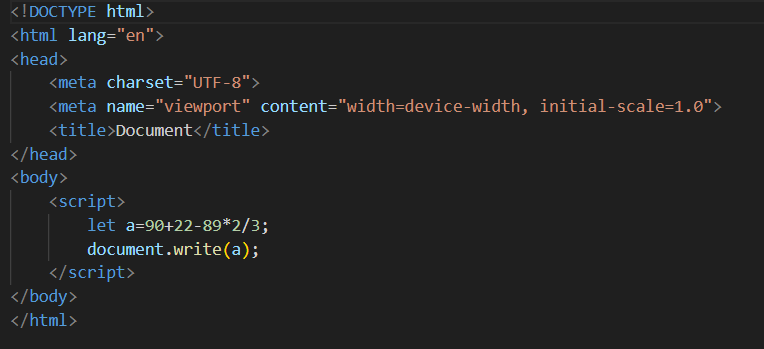 <!DOCTYPE html>
<html lang="en">
<head>
    <meta charset="UTF-8">
    <meta name="viewport" content="width=device-width, initial-scale=1.0">
    <title>Document</title>
</head>
<body>
    <script>
        let a=90+22-89*2/3;
        document.write(a);
    </script>
</body>
</html>